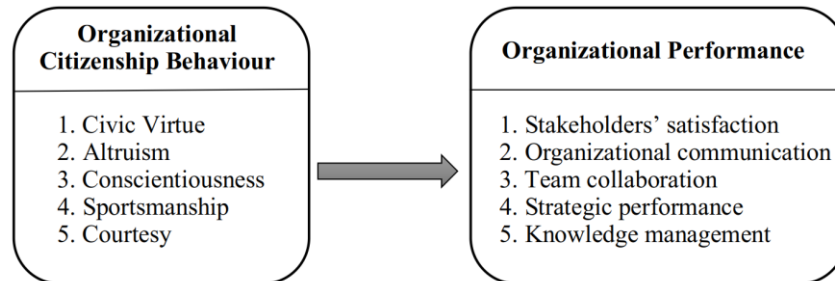 Organizational
Citizenship Behaviour
1. Civic Virtue
2. Altruism
3. Conscientiousness
4. Sportsmanship
5. Courtesy
Organizational Performance
1. Stakeholders’ satisfaction
2. Organizational communication
3. Team collaboration
4. Strategic performance
5. Knowledge management